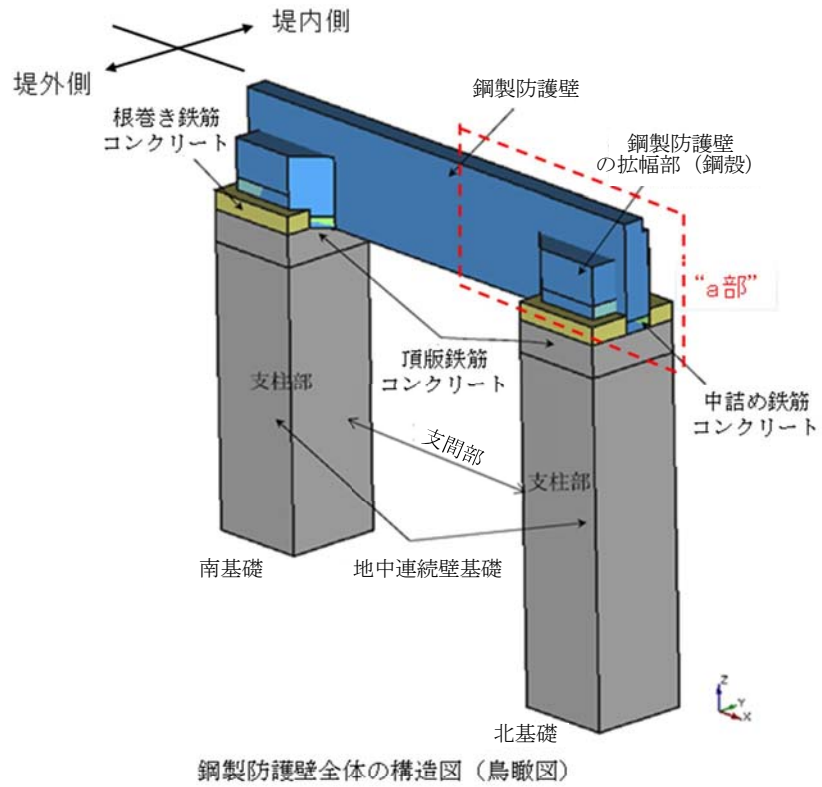 堤内側
堤外側
鋼製防護壁
根巻き鉄筋
コンクリート
鋼製防護壁
の拡幅部（鋼殻）
“a部”
頂版鉄筋
コンクリート
支柱部
中詰め鉄筋
コンクリート
支間部
支柱部
南基礎
地中連続壁基礎
Z
Y
X
北基礎
鋼製防護壁全体の構造図（鳥瞰図）